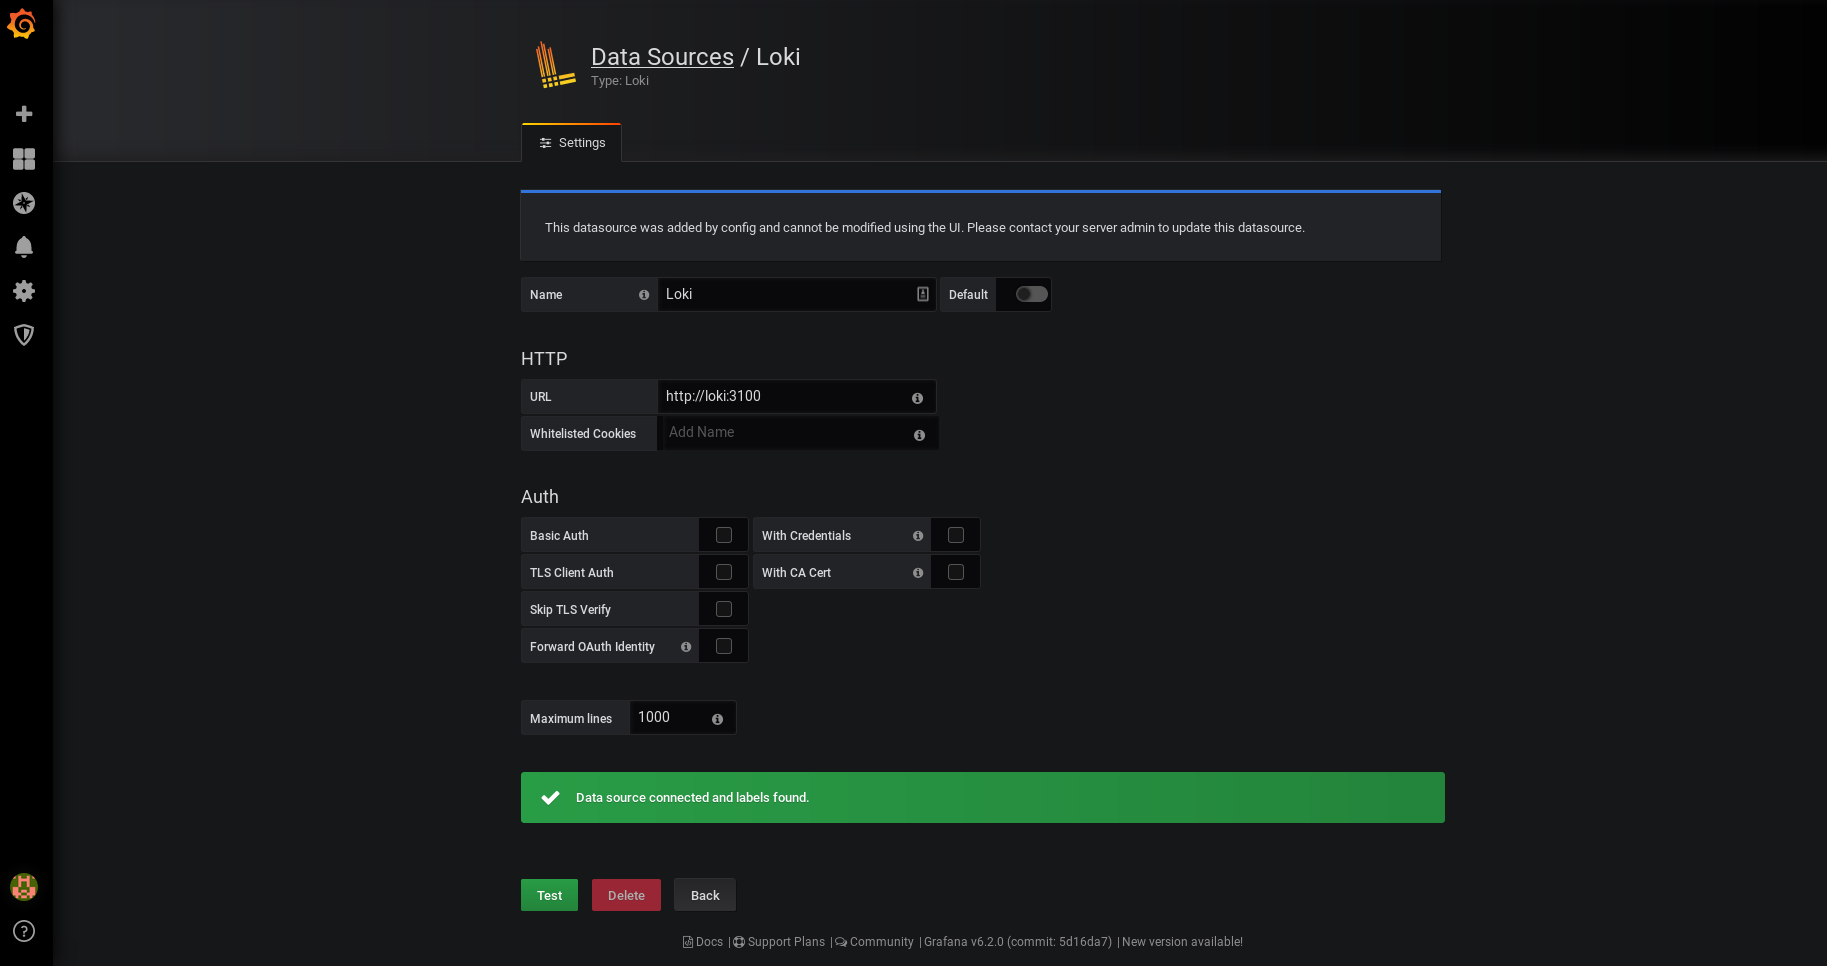 Data Sources / Loki
Type: Loki
Settings
This datasource was added by config and cannot be modified using the UI. Please contact your server admin to update this datasource.
Name Loki Default
HTTP
URL http://loki:3100
Whitelisted Cookies Add Name
Auth
Basic Auth With Credentials
TLS Client Auth With CA Cert
Skip TLS Verify
Forward OAuth Identity
Maximum lines 1000
Data source connected and labels found.
Test Delete Back
Docs | Support Plans | Community | Grafana v6.2.0 (commit: 5d16da7) | New version available!